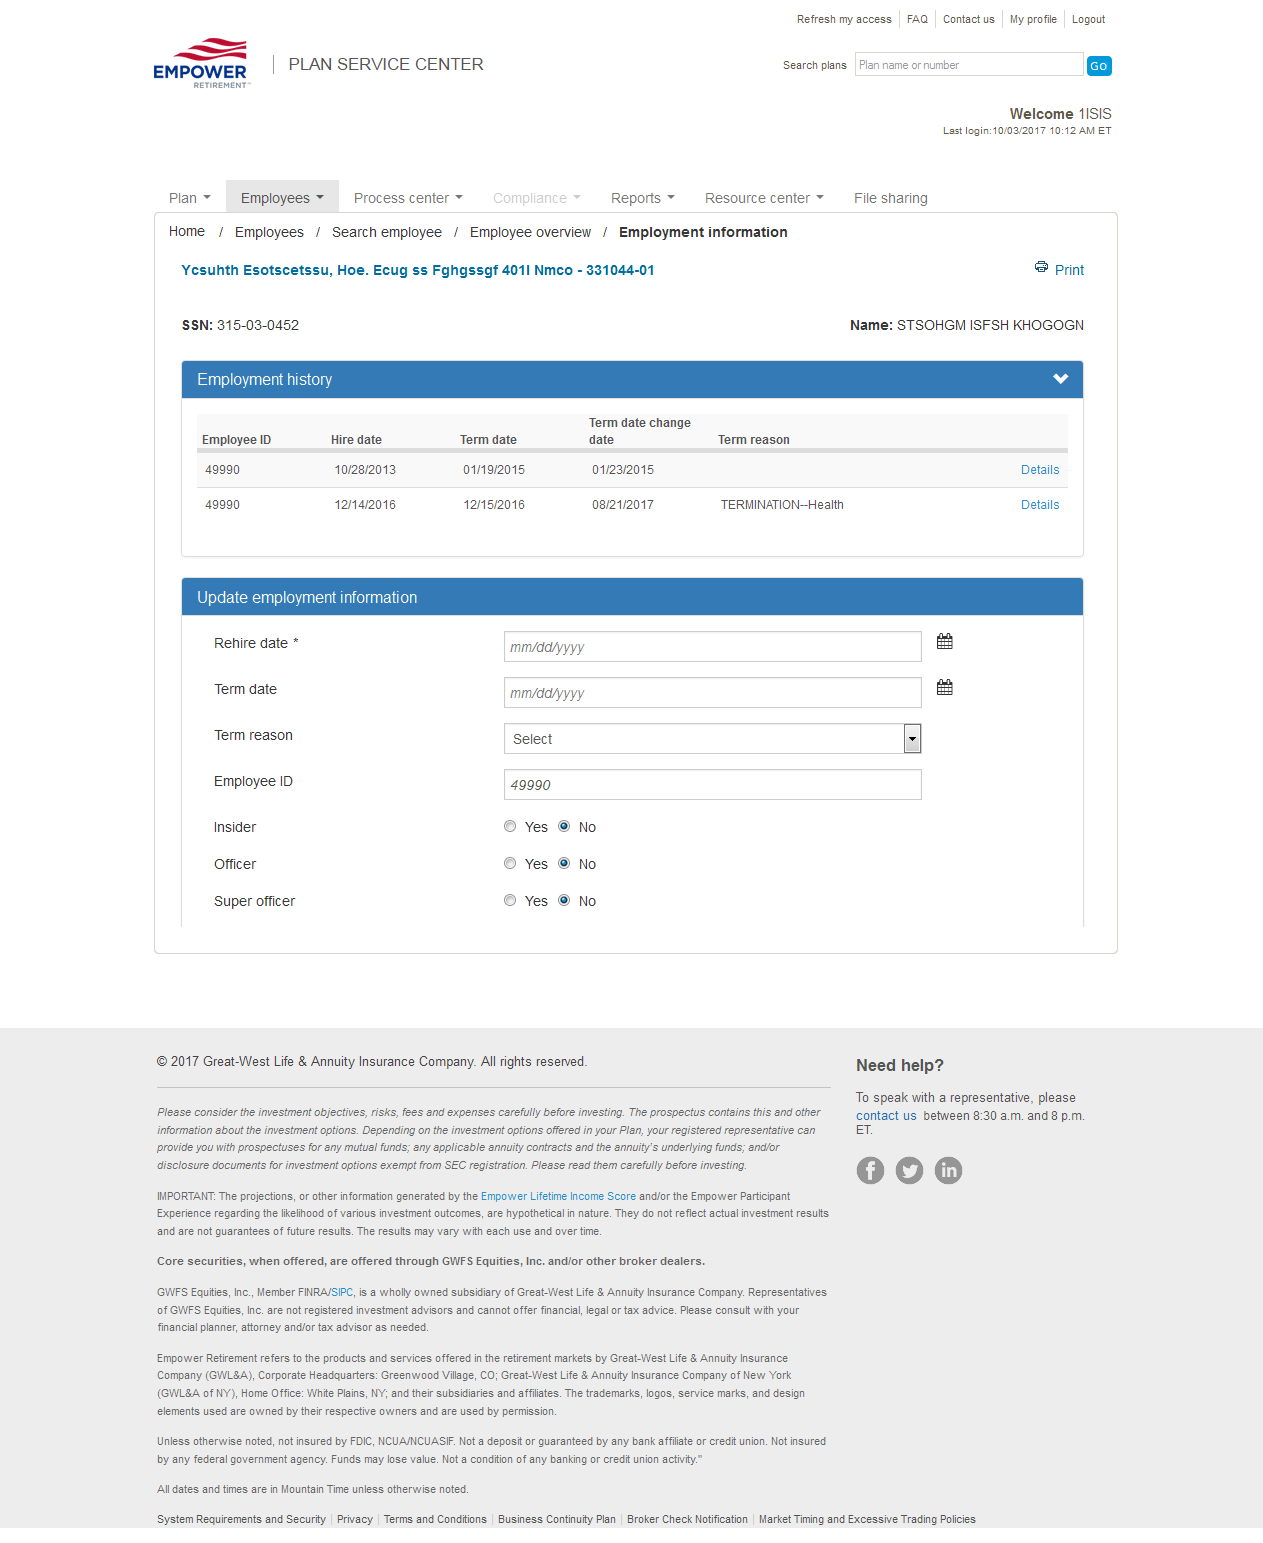 Refresh my access FAQ Contact us My profile Logout
EMPOWER
RETIREMENT™
PLAN SERVICE CENTER
Search plans Plan name or number Go
Welcome 1ISIS
Last login:10/03/2017 10:12 AM ET
Plan Employees Process center Compliance Reports Resource center File sharing
Home / Employees / Search employee / Employee overview / Employment information
Ycsuhth Esotscetssu, Hoe. Ecug ss Fghgssgf 401I Nmco - 331044-01 Print
SSN: 315-03-0452 Name: STSOHGM ISFSH KHOGOGN
Employment history
Employee ID Hire date Term date Term date change date Term reason
49990 10/28/2013 01/19/2015 01/23/2015 Details
49990 12/14/2016 12/15/2016 08/21/2017 TERMINATION--Health Details
Update employment information
Rehire date * mm/dd/yyyy
Term date mm/dd/yyyy
Term reason Select
Employee ID 49990
Insider Yes No
Officer Yes No
Super officer Yes No
© 2017 Great-West Life & Annuity Insurance Company. All rights reserved.
Please consider the investment objectives, risks, fees and expenses carefully before investing. The prospectus contains this and other
information about the investment options. Depending on the investment options offered in your Plan, your registered representative can
provide you with prospectuses for any mutual funds; any applicable annuity contracts and the annuity's underlying funds; and/or
disclosure documents for investment options exempt from SEC registration. Please read them carefully before investing.
IMPORTANT: The projections, or other information generated by the Empower Lifetime Income Score and/or the Empower Participant
Experience regarding the likelihood of various investment outcomes, are hypothetical in nature. They do not reflect actual investment results
and are not guarantees of future results. The results may vary with each use and over time.
Core securities, when offered, are offered through GWFS Equities, Inc. and/or other broker dealers.
GWFS Equities, Inc., Member FINRA/SIPC, is a wholly owned subsidiary of Great-West Life & Annuity Insurance Company. Representatives
of GWFS Equities, Inc. are not registered investment advisors and cannot offer financial, legal or tax advice. Please consult with your
financial planner, attorney and/or tax advisor as needed.
Empower Retirement refers to the products and services offered in the retirement markets by Great-West Life & Annuity Insurance
Company (GWL&A), Corporate Headquarters: Greenwood Village, CO; Great-West Life & Annuity Insurance Company of New York
(GWL&A of NY), Home Office: White Plains, NY; and their subsidiaries and affiliates. The trademarks, logos, service marks, and design
elements used are owned by their respective owners and are used by permission.
Unless otherwise noted, not insured by FDIC, NCUA/NCUASIF. Not a deposit or guaranteed by any bank affiliate or credit union. Not insured
by any federal government agency. Funds may lose value. Not a condition of any banking or credit union activity."
All dates and times are in Mountain Time unless otherwise noted.
System Requirements and Security Privacy Terms and Conditions Business Continuity Plan Broker Check Notification Market Timing and Excessive Trading Policies
Need help?
To speak with a representative, please
contact us between 8:30 a.m. and 8 p.m.
ET.